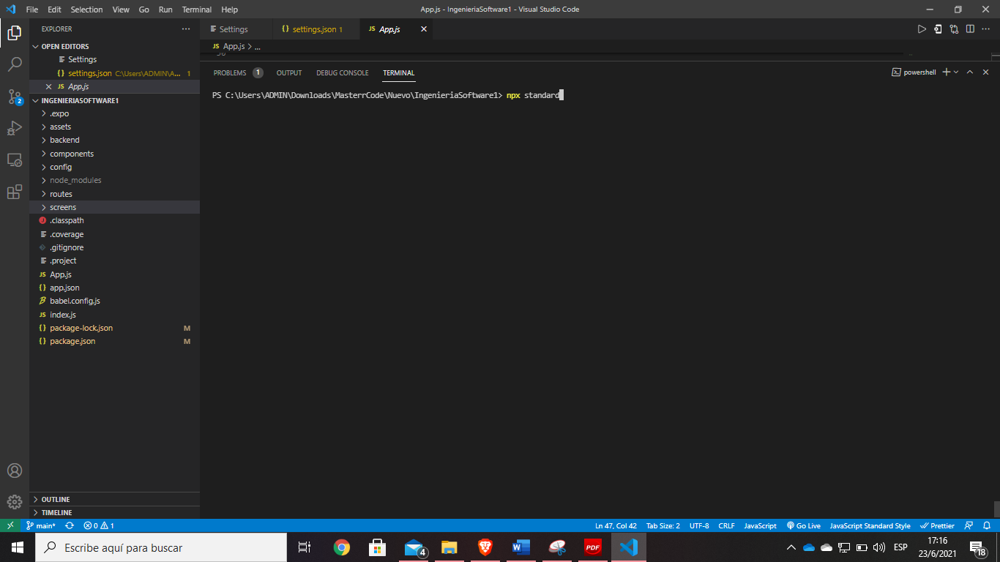 File Edit Selection View Go Run Terminal Help
App.js - IngenieriaSoftware1 - Visual Studio Code
EXPLORER
Settings
settings.json 1
App.js
OPEN EDITORS
App.js > ...
Settings
settings.json C:\Users\ADMIN\A... 1
PROBLEMS 1 OUTPUT DEBUG CONSOLE TERMINAL
powershell
App.js
PS C:\Users\ADMIN\Downloads\MasterrCode\Nuevo\IngenieriaSoftware1> npx standard
INGENIERIASOFTWARE1
2
.expo
assets
backend
components
config
node_modules
routes
screens
.classpath
.coverage
.gitignore
.project
JS App.js
app.json
babel.config.js
JS index.js
package-lock.json M
package.json M
OUTLINE
TIMELINE
main* 0 1
Ln 47, Col 42 Tab Size: 2 UTF-8 CRLF JavaScript Go Live JavaScript Standard Style Prettier
Escribe aquí para buscar
4
PDF
ESP
17:16
23/6/2021
18